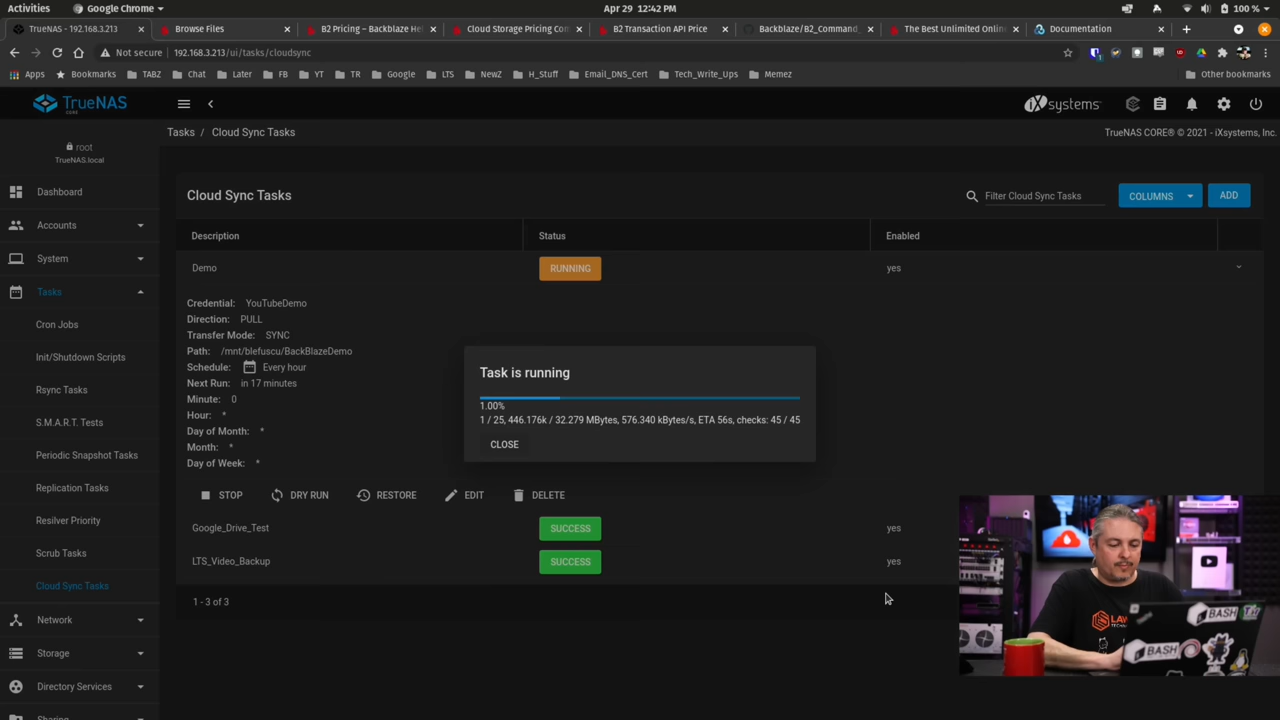 Activities
Google Chrome
Apr 29 12:42 PM
100 %
TrueNAS - 192.168.3.213
Browse Files
B2 Pricing – Backblaze He
Cloud Storage Pricing Co
B2 Transaction API Price
Backblaze/B2_Command_
The Best Unlimited Onlin
Documentation
Not secure
192.168.3.213/ui/tasks/cloudsync
Apps
Bookmarks
TABZ
Chat
Later
FB
YT
TR
Google
LTS
NewZ
H_Stuff
Email_DNS_Cert
Tech_Write_Ups
Memez
Other bookmarks
TrueNAS
CORE
iXsystems
Tasks / Cloud Sync Tasks
TrueNAS CORE® © 2021 - iXsystems, Inc.
root
TrueNAS.local
Dashboard
Accounts
System
Tasks
Cron Jobs
Init/Shutdown Scripts
Rsync Tasks
S.M.A.R.T. Tests
Periodic Snapshot Tasks
Replication Tasks
Resilver Priority
Scrub Tasks
Cloud Sync Tasks
Network
Storage
Directory Services
Sharing
Cloud Sync Tasks
Filter Cloud Sync Tasks
COLUMNS
ADD
Description
Status
Enabled
Demo
RUNNING
yes
Credential: YouTubeDemo
Direction: PULL
Transfer Mode: SYNC
Path: /mnt/blefuscu/BackBlazeDemo
Schedule: Every hour
Next Run: in 17 minutes
Minute: 0
Hour: *
Day of Month: *
Month: *
Day of Week: *
Task is running
1.00%
1 / 25, 446.176k / 32.279 MBytes, 576.340 kBytes/s, ETA 56s, checks: 45 / 45
CLOSE
STOP
DRY RUN
RESTORE
EDIT
DELETE
Google_Drive_Test
SUCCESS
yes
LTS_Video_Backup
SUCCESS
yes
1 - 3 of 3
BASH
BASH